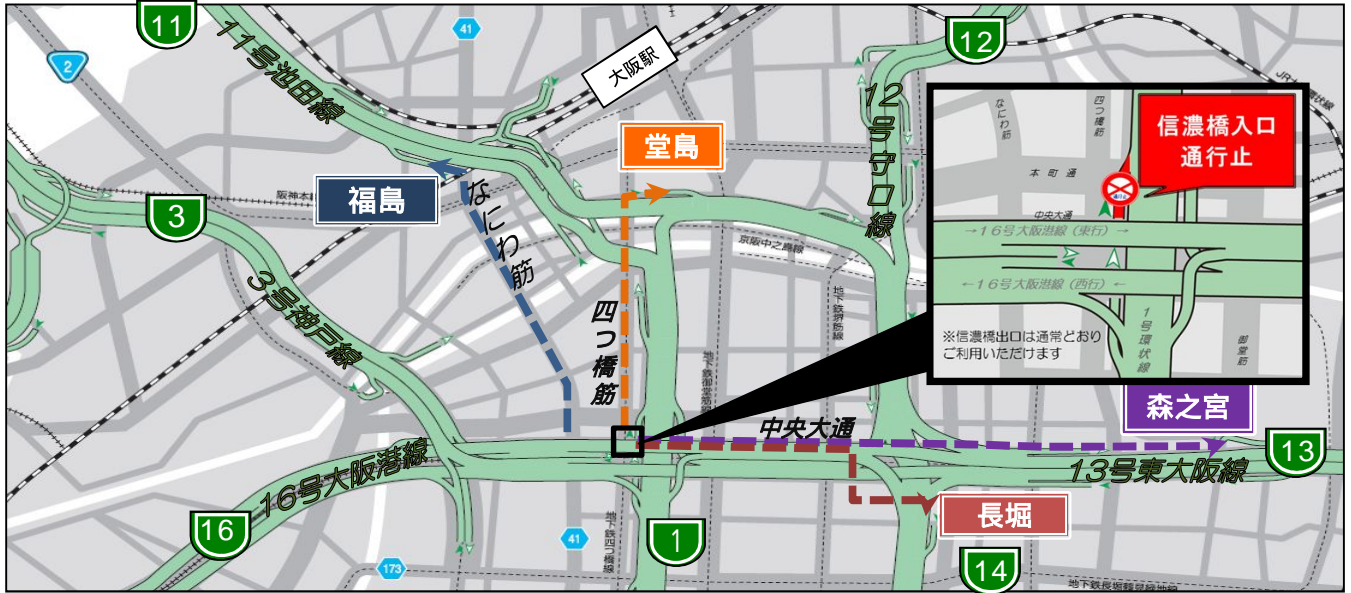 11
11号池田線
2
41
大阪駅
12
12号守口線
JR
なにわ筋
四つ橋筋
信濃橋入口
通行止
本町通
中央大通
→16号大阪港線（東行）→
←16号大阪港線（西行）←
1号環状線
御堂筋
※信濃橋出口は通常どおり
ご利用いただけます
堂島
福島
阪神本
なにわ筋
3
3号神戸線
京阪中之島線
四つ橋筋
地下鉄御堂筋線
地下鉄堺筋線
森之宮
中央大通
13
13号東大阪線
16号大阪港線
16
長堀
地下鉄四つ橋線
41
1
14
173
地下鉄長堀鶴見緑地線